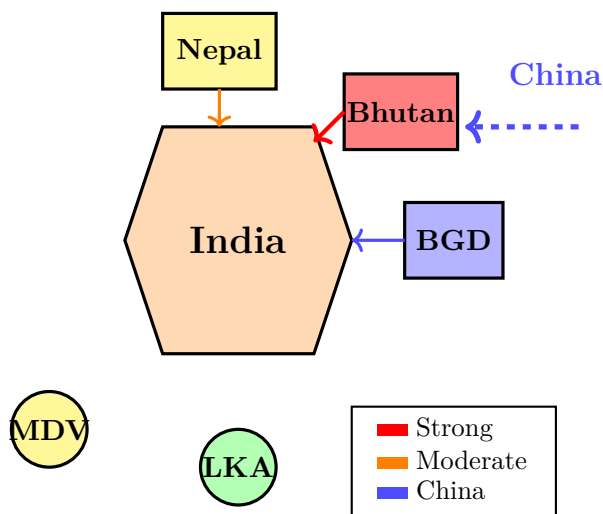 Nepal
China
Bhutan
India
BGD
MDV
LKA
Strong
Moderate
China